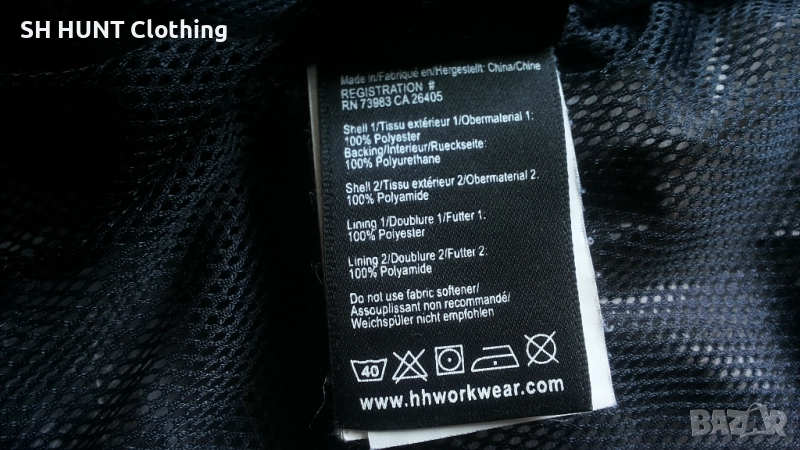 SH HUNT Clothing
Made in/Fabriqué en/Hergestellt: China/Chine
REGISTRATION #
RN 73983 CA 26405
Shell 1/Tissu extérieur 1/Obermaterial 1:
100% Polyester
Backing/Interieur/Rueckseite:
100% Polyurethane
Shell 2/Tissu extérieur 2/Obermaterial 2.
100% Polyamide
Lining 1/Doublure 1/Futter 1:
100% Polyester
Lining 2/Doublure 2/Futter 2:
100% Polyamide
Do not use fabric softener/
Assouplissant non recommandé/
Weichspüler nicht empfohlen
40
www.hhworkwear.com
BAZAR